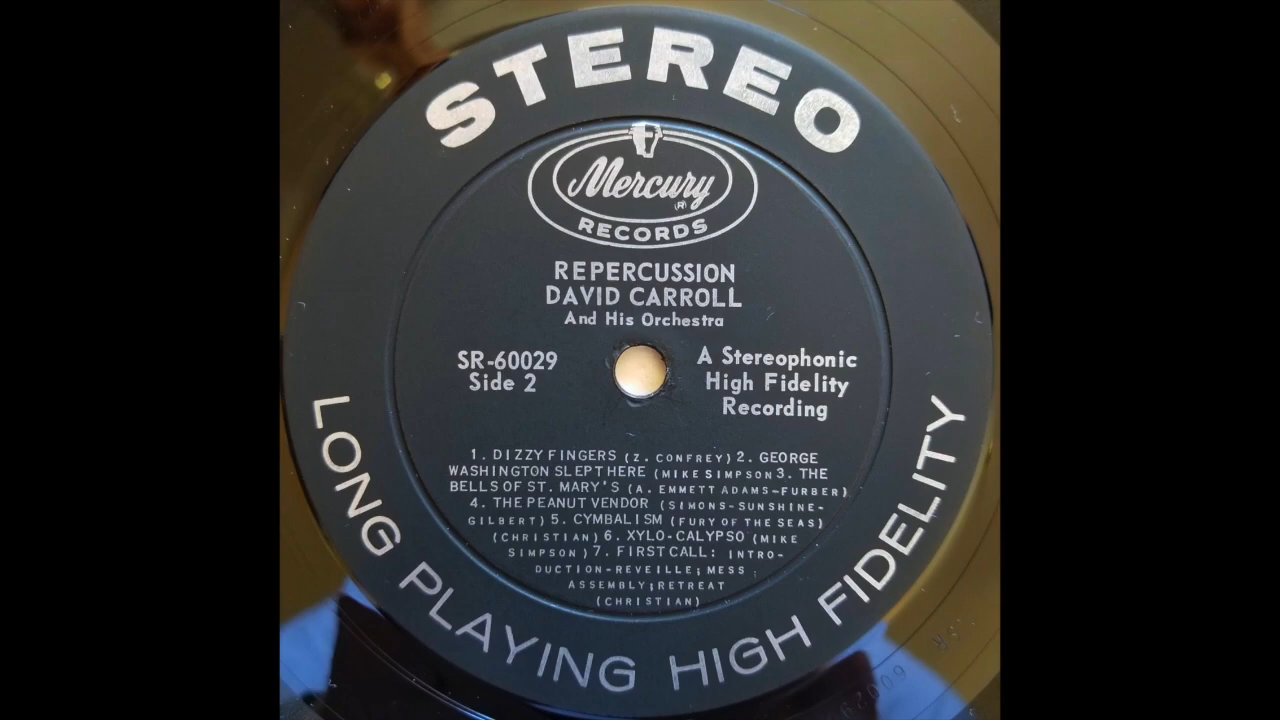 STEREO
Mercury
®
RECORDS
REPERCUSSION
DAVID CARROLL
And His Orchestra
SR-60029
Side 2
A Stereophonic
High Fidelity
Recording
1. DIZZY FINGERS (Z. CONFREY) 2. GEORGE
WASHINGTON SLEPT HERE (MIKE SIMPSON 3. THE
BELLS OF ST. MARY'S (A. EMMETT ADAMS-FURBER)
4. THE PEANUT VENDOR (SIMONS-SUNSHINE-
GILBERT) 5. CYMBALISM (FURY OF THE SEAS)
(CHRISTIAN) 6. XYLO-CALYPSO (MIKE
SIMPSON) 7. FIRST CALL: INTRO-
DUCTION-REVEILLE; MESS
ASSEMBLY; RETREAT
(CHRISTIAN)
LONG PLAYING HIGH FIDELITY